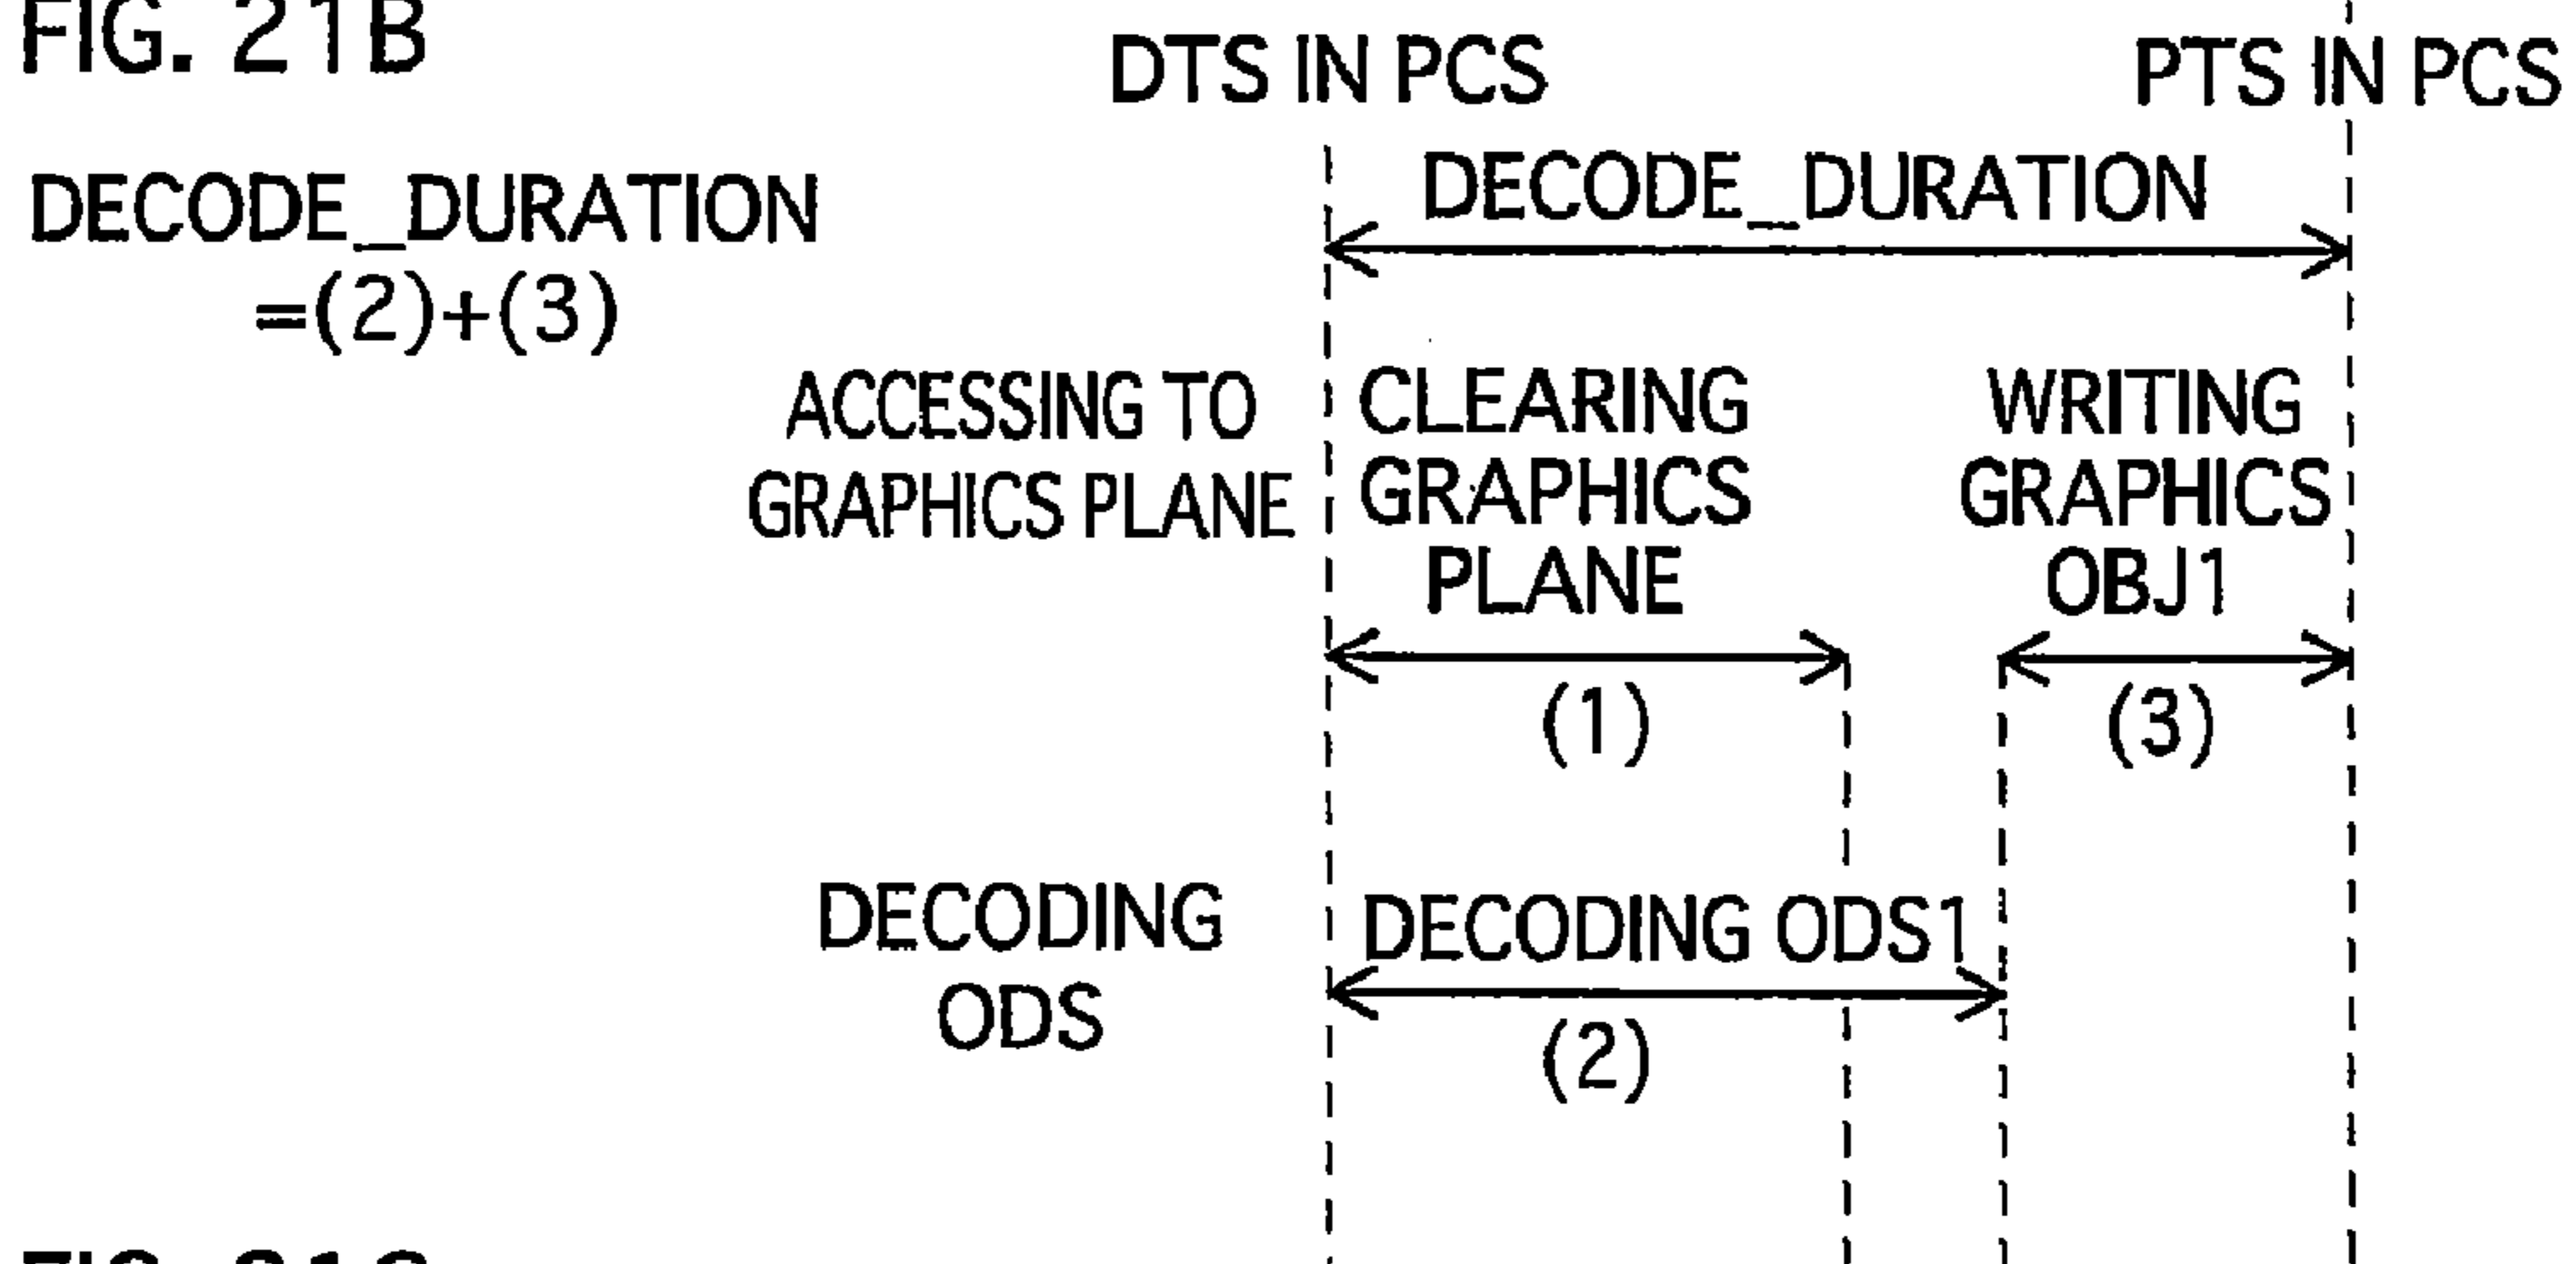 FIG. 21B
DTS IN PCS
PTS IN PCS
DECODE_DURATION
=(2)+(3)
DECODE_DURATION
ACCESSING TO
GRAPHICS PLANE
CLEARING
GRAPHICS
PLANE
WRITING
GRAPHICS
OBJ1
(1)
(3)
DECODING
ODS
DECODING ODS1
(2)